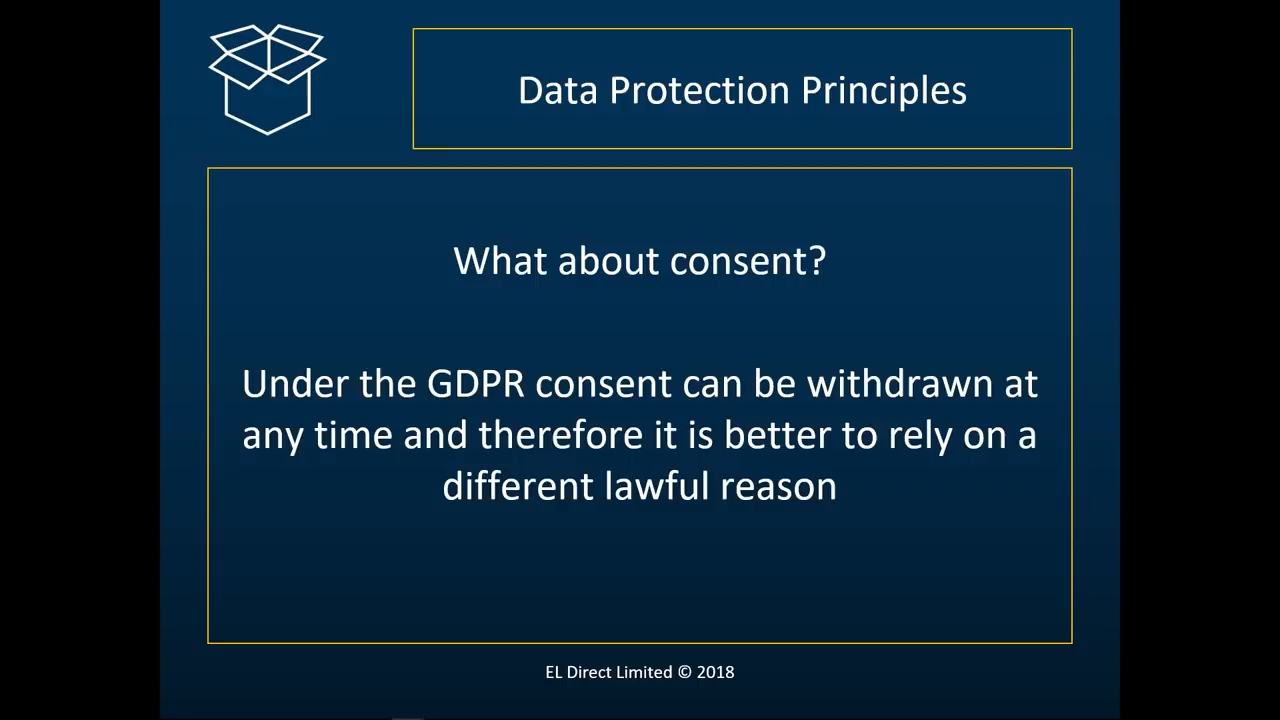 Data Protection Principles
What about consent?
Under the GDPR consent can be withdrawn at
any time and therefore it is better to rely on a
different lawful reason
EL Direct Limited © 2018